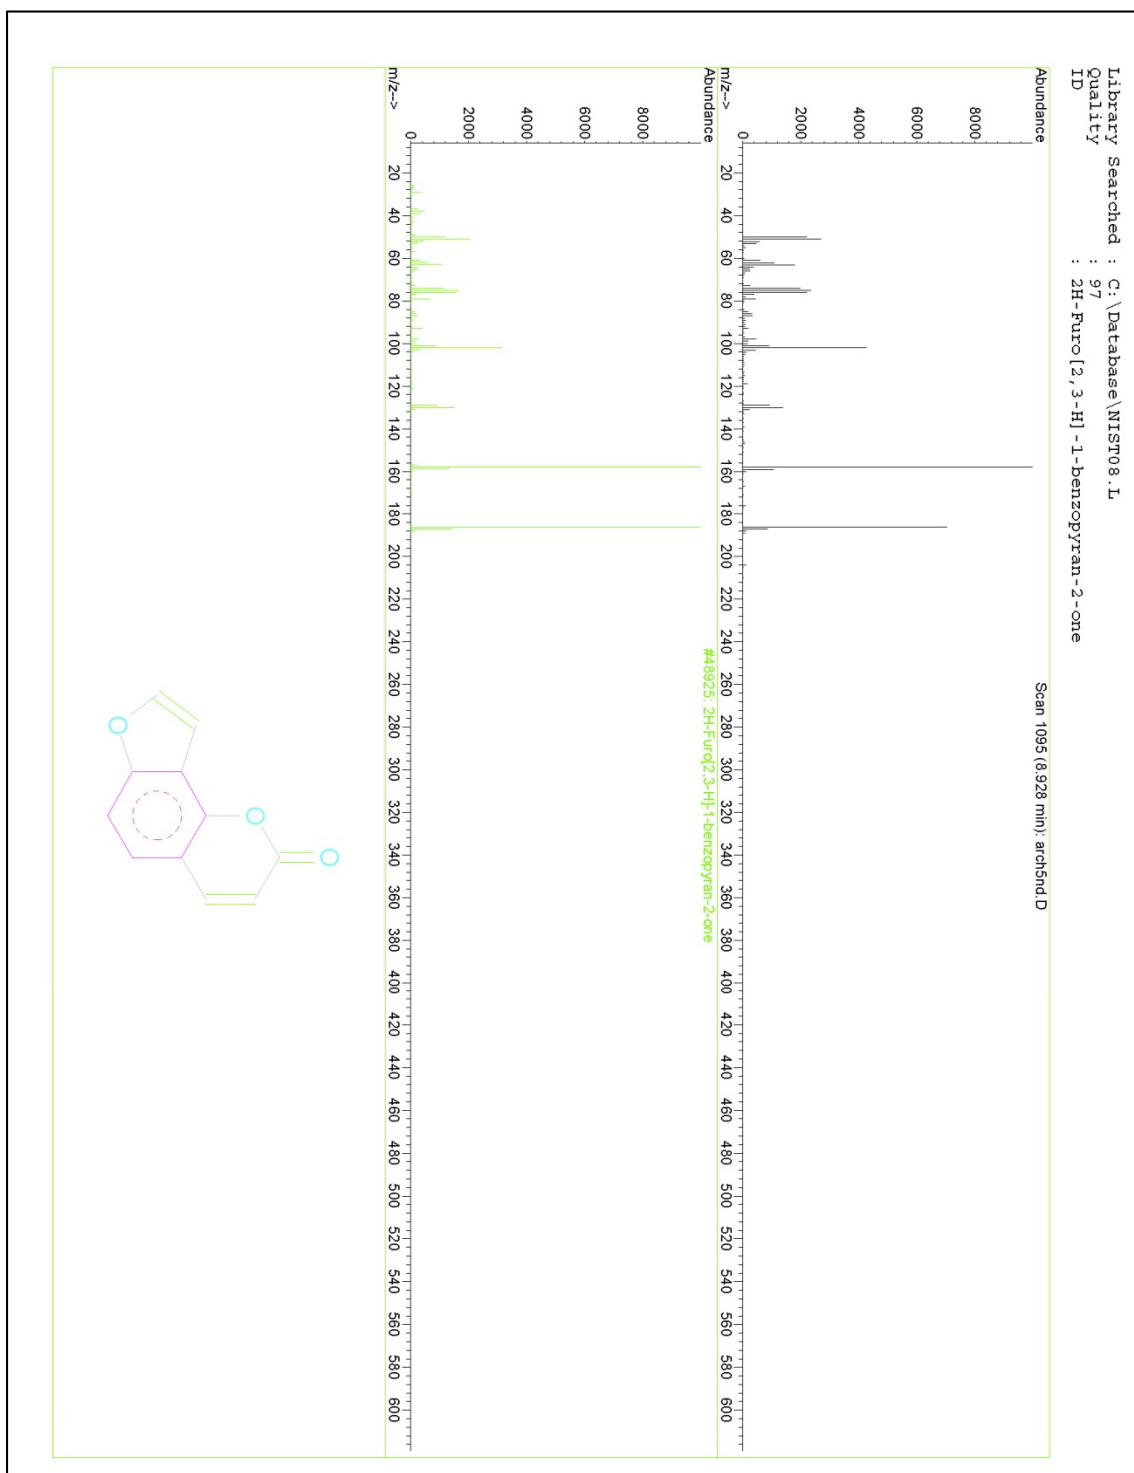 Library Searched : C:\Database\NIST08.L
Quality : 97
ID : 2H-Furo[2,3-H]-1-benzopyran-2-one
Abundance
Scan 1095 (8.928 min): arch5nd.D
8000
6000
4000
2000
0
20 40 60 80 100 120 140 160 180 200 220 240 260 280 300 320 340 360 380 400 420 440 460 480 500 520 540 560 580 600
m/z-->
Abundance
#48925: 2H-Furo[2,3-H]-1-benzopyran-2-one
8000
6000
4000
2000
0
20 40 60 80 100 120 140 160 180 200 220 240 260 280 300 320 340 360 380 400 420 440 460 480 500 520 540 560 580 600
m/z-->
O
O
O